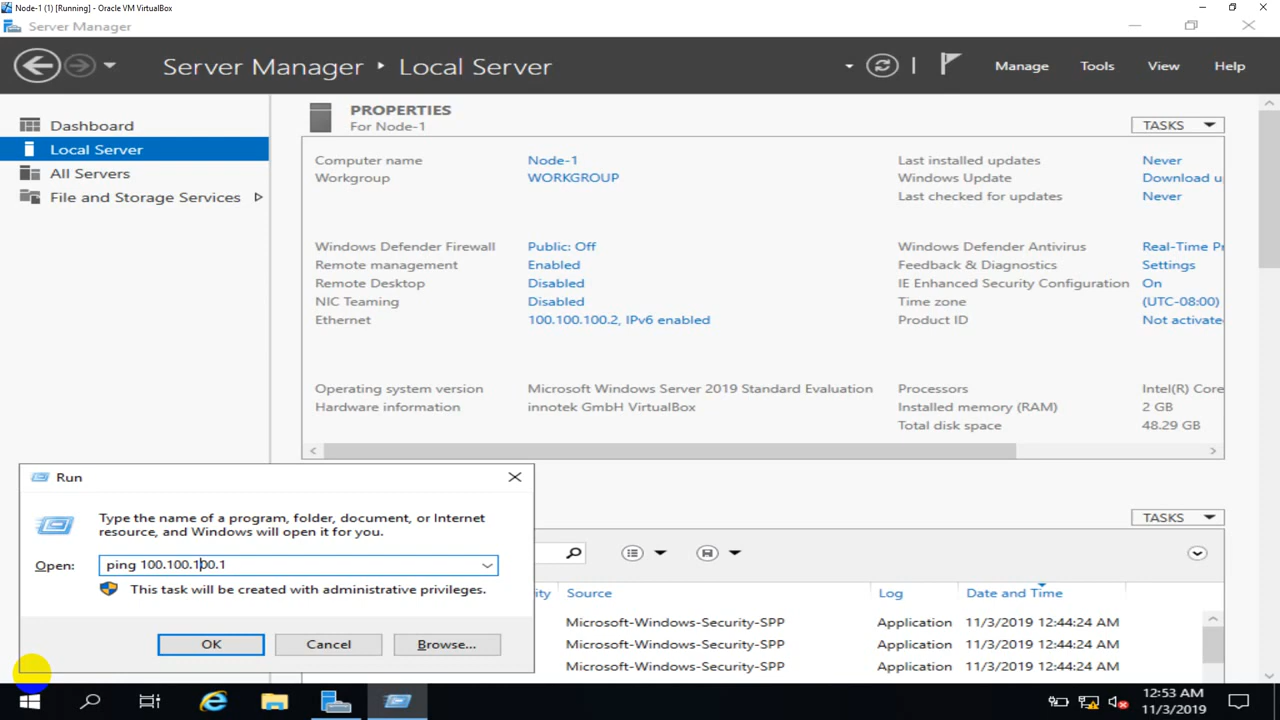 Node-1 (1) [Running] - Oracle VM VirtualBox
Server Manager
Server Manager ‣ Local Server
Manage Tools View Help
Dashboard
Local Server
All Servers
File and Storage Services
PROPERTIES
For Node-1
TASKS
Computer name Node-1 Last installed updates Never
Workgroup WORKGROUP Windows Update Download u
Last checked for updates Never
Windows Defender Firewall Public: Off Windows Defender Antivirus Real-Time Pr
Remote management Enabled Feedback & Diagnostics Settings
Remote Desktop Disabled IE Enhanced Security Configuration On
NIC Teaming Disabled Time zone (UTC-08:00)
Ethernet 100.100.100.2, IPv6 enabled Product ID Not activate
Operating system version Microsoft Windows Server 2019 Standard Evaluation Processors Intel(R) Core
Hardware information innotek GmbH VirtualBox Installed memory (RAM) 2 GB
Total disk space 48.29 GB
Run
Type the name of a program, folder, document, or Internet
resource, and Windows will open it for you.
Open: ping 100.100.100.1
This task will be created with administrative privileges.
OK Cancel Browse...
TASKS
ity Source Log Date and Time
Microsoft-Windows-Security-SPP Application 11/3/2019 12:44:24 AM
Microsoft-Windows-Security-SPP Application 11/3/2019 12:44:24 AM
Microsoft-Windows-Security-SPP Application 11/3/2019 12:44:24 AM
12:53 AM
11/3/2019